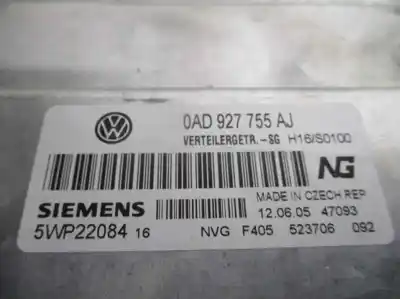 0AD 927 755 AJ
VERTEILERGETR.-SG H16/S0100
NG
MADE IN CZECH REP
SIEMENS 12.06.05 47093
5WP22084 16 NVG F405 523706 092